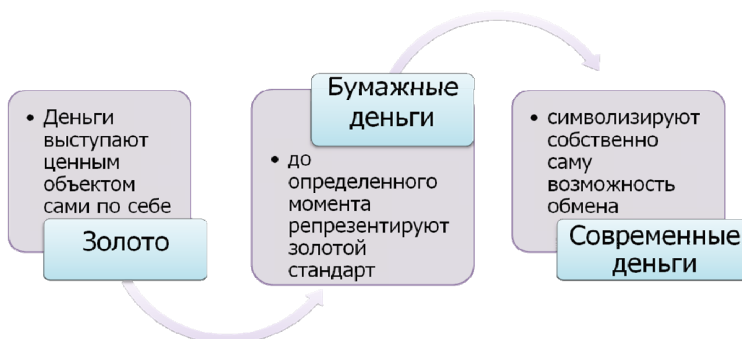 • Деньги
выступают
ценным
объектом
сами по себе
Золото
Бумажные
деньги
• до
определенного
момента
репрезентируют
золотой
стандарт
• символизируют
собственно
саму
возможность
обмена
Современные
деньги